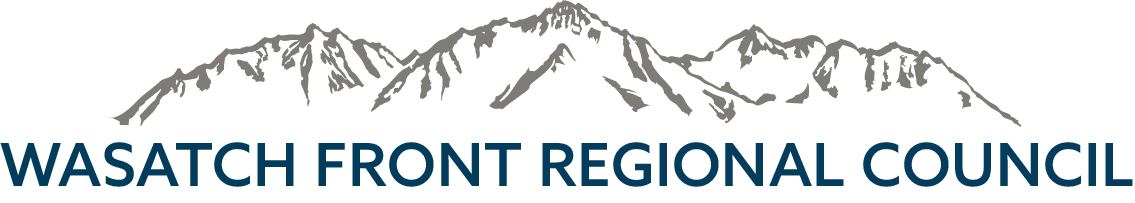 WASATCH FRONT REGIONAL COUNCIL